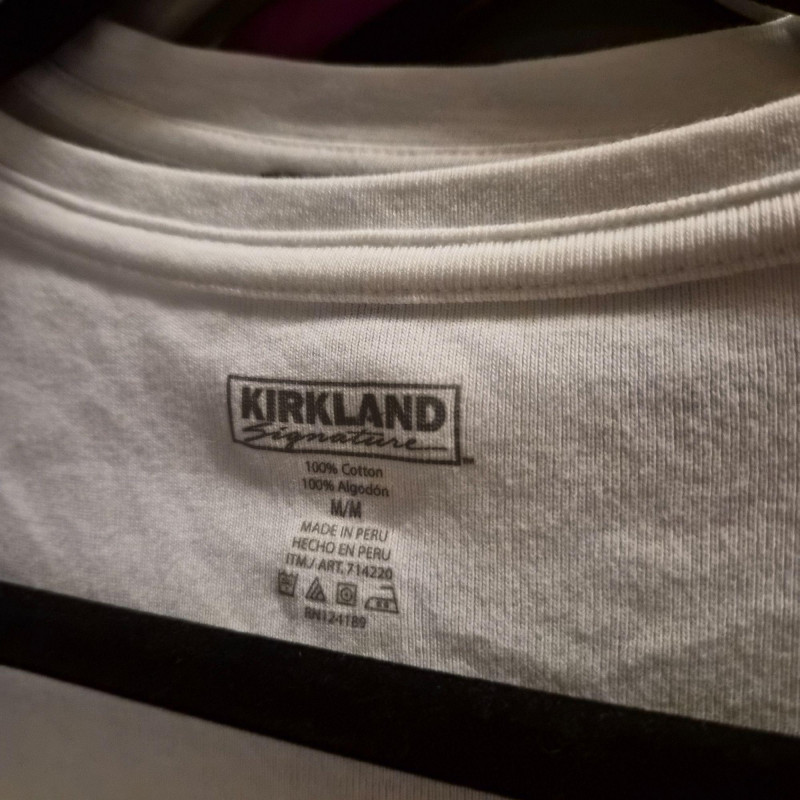 KIRKLAND
Signature
100% Cotton
100% Algodón
M/M
MADE IN PERU
HECHO EN PERU
ITM./ ART. 714220
RN124189